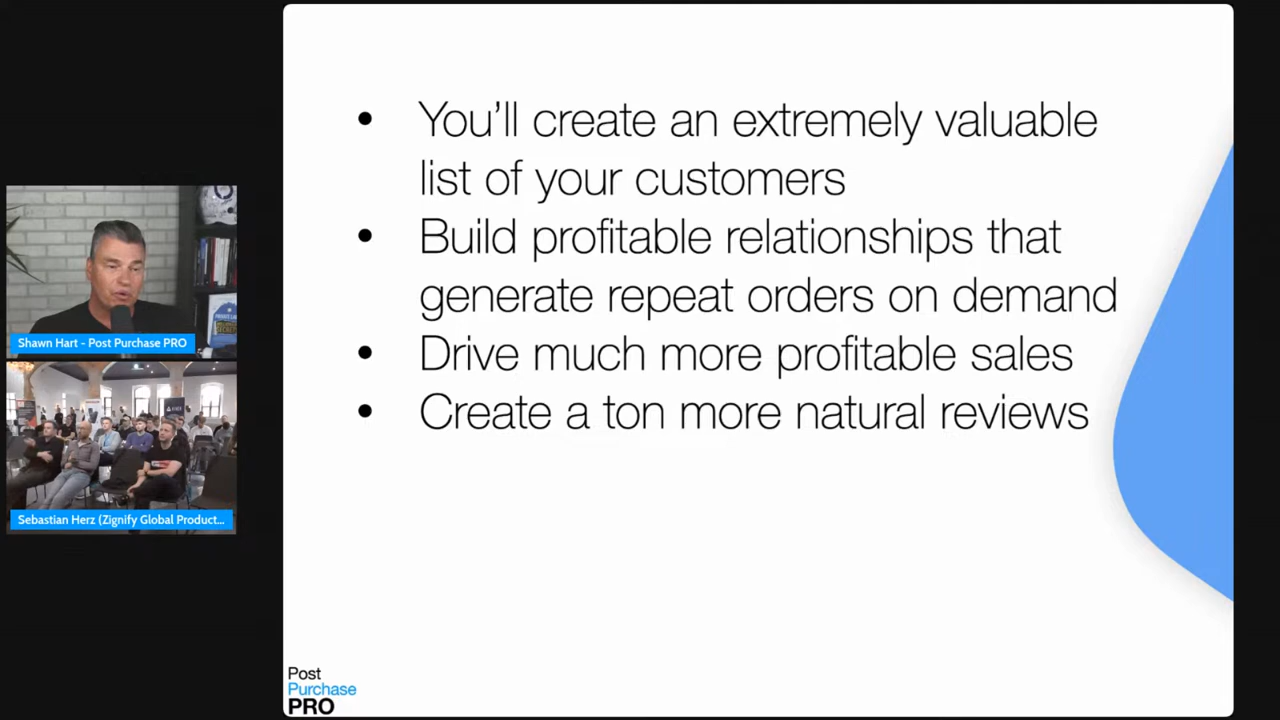 Shawn Hart - Post Purchase PRO
Sebastian Herz (Zignify Global Product...
• You’ll create an extremely valuable
list of your customers
• Build profitable relationships that
generate repeat orders on demand
• Drive much more profitable sales
• Create a ton more natural reviews
Post
Purchase
PRO